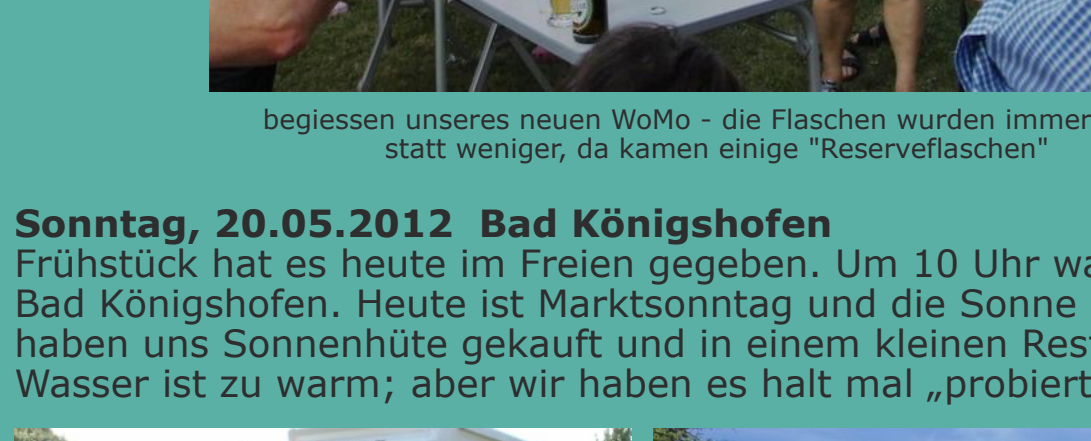 begiessen unseres neuen WoMo - die Flaschen wurden immer
statt weniger, da kamen einige "Reserveflaschen"
Sonntag, 20.05.2012 Bad Königshofen
Frühstück hat es heute im Freien gegeben. Um 10 Uhr
Bad Königshofen. Heute ist Marktsonntag und die Sonne
haben uns Sonnenhüte gekauft und in einem kleinen
Wasser ist zu warm; aber wir haben es halt mal „probiert